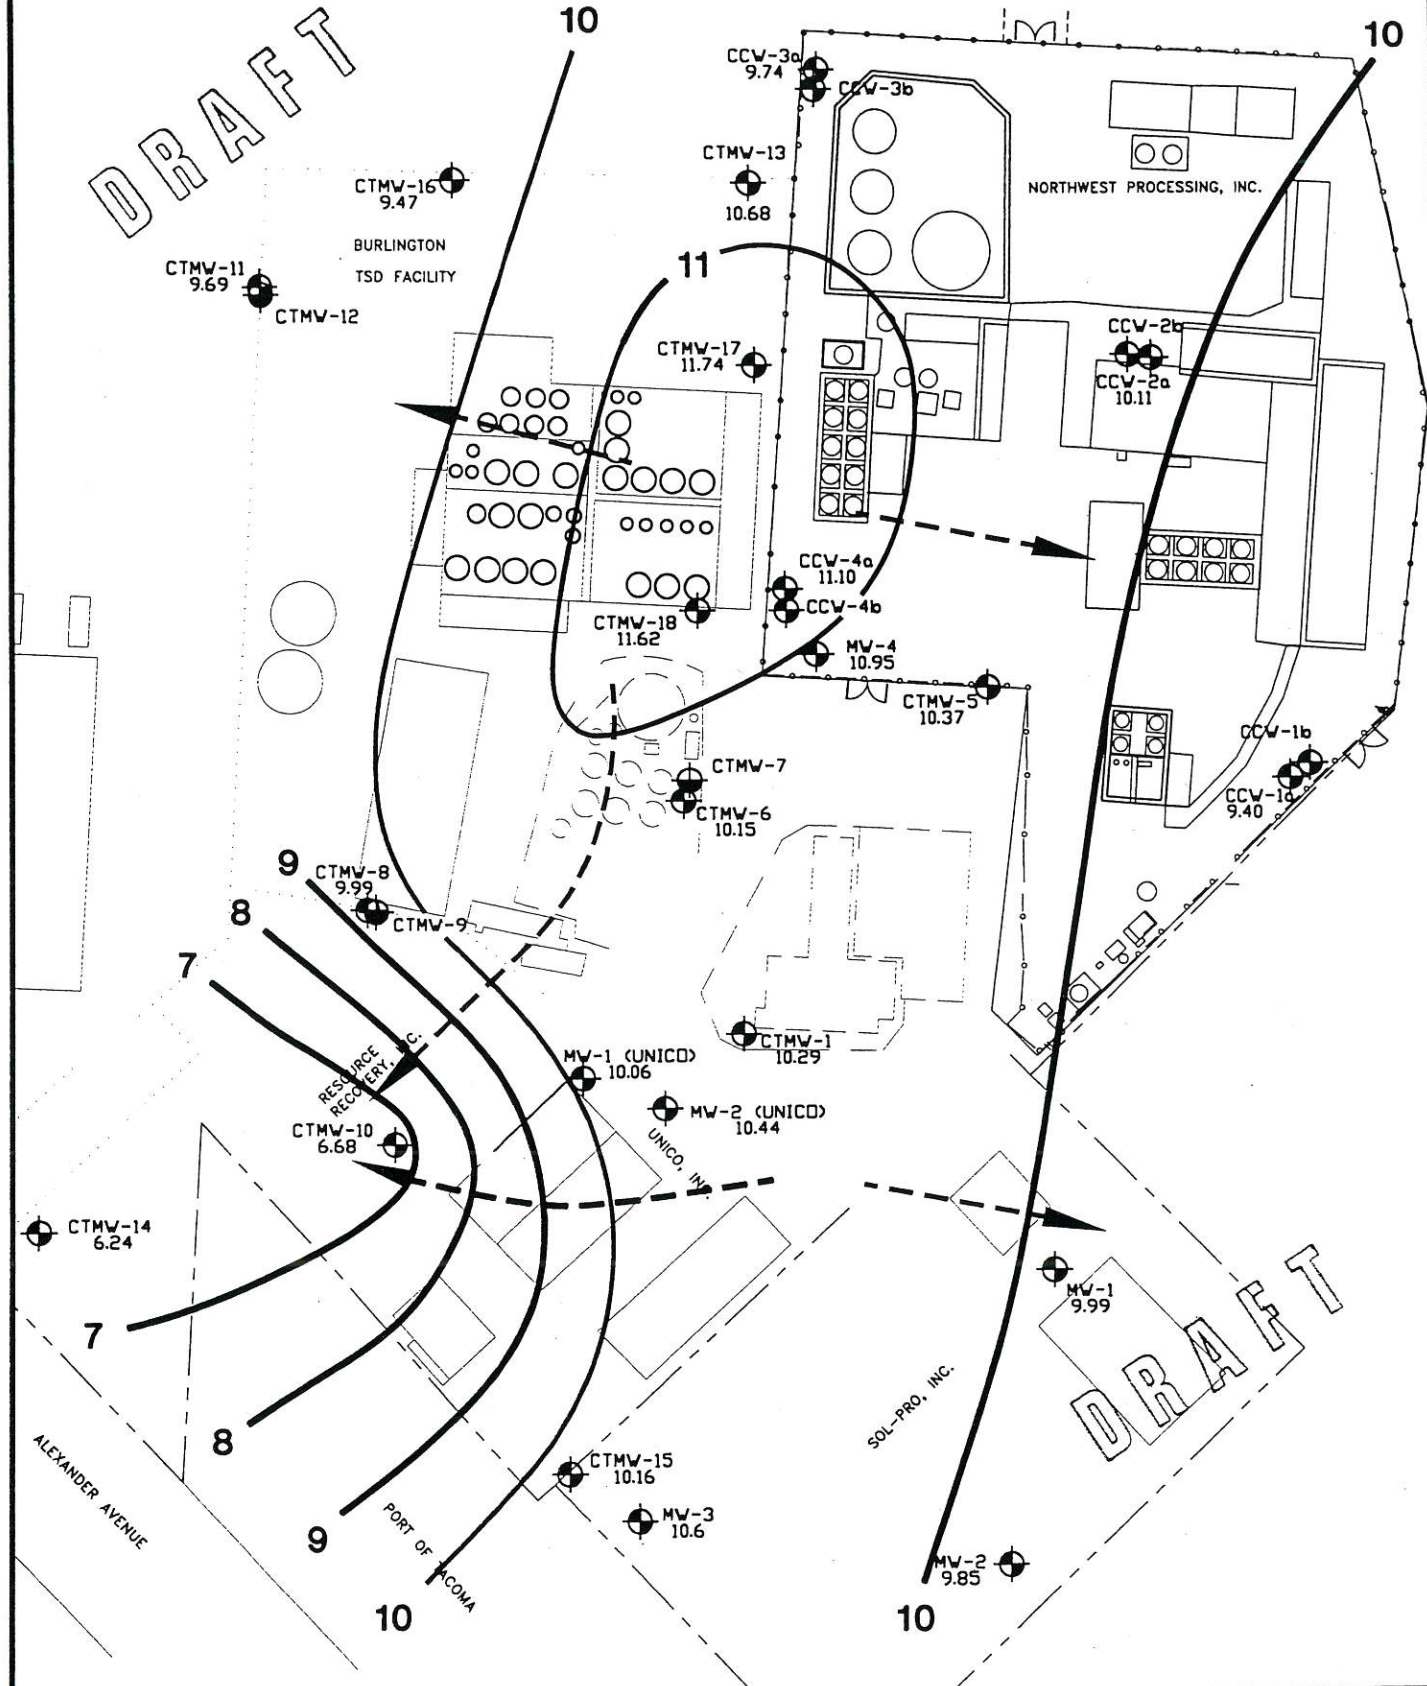 10
10
DRAFT
CCW-3a
9.74
CCW-3b
CTMW-13
10.68
CTMW-16
9.47
NORTHWEST PROCESSING, INC.
BURLINGTON
TSD FACILITY
CTMW-11
9.69
CTMW-12
11
CCW-2b
CCW-2a
10.11
CTMW-17
11.74
CCW-4a
11.10
CCW-4b
CTMW-18
11.62
MW-4
10.95
CTMW-5
10.37
CCW-1b
CCW-1a
9.40
CTMW-7
CTMW-6
10.15
9
CTMW-8
9.99
CTMW-9
8
7
CTMW-1
10.29
RESOURCE
RECOVERY, INC.
MW-1 (UNICO)
10.06
MW-2 (UNICO)
10.44
CTMW-10
6.68
UNICO, INC.
CTMW-14
6.24
MW-1
9.99
7
DRAFT
SOL-PRO, INC.
8
ALEXANDER AVENUE
CTMW-15
10.16
MW-3
10.6
9
PORT OF TACOMA
MW-2
9.85
10
10